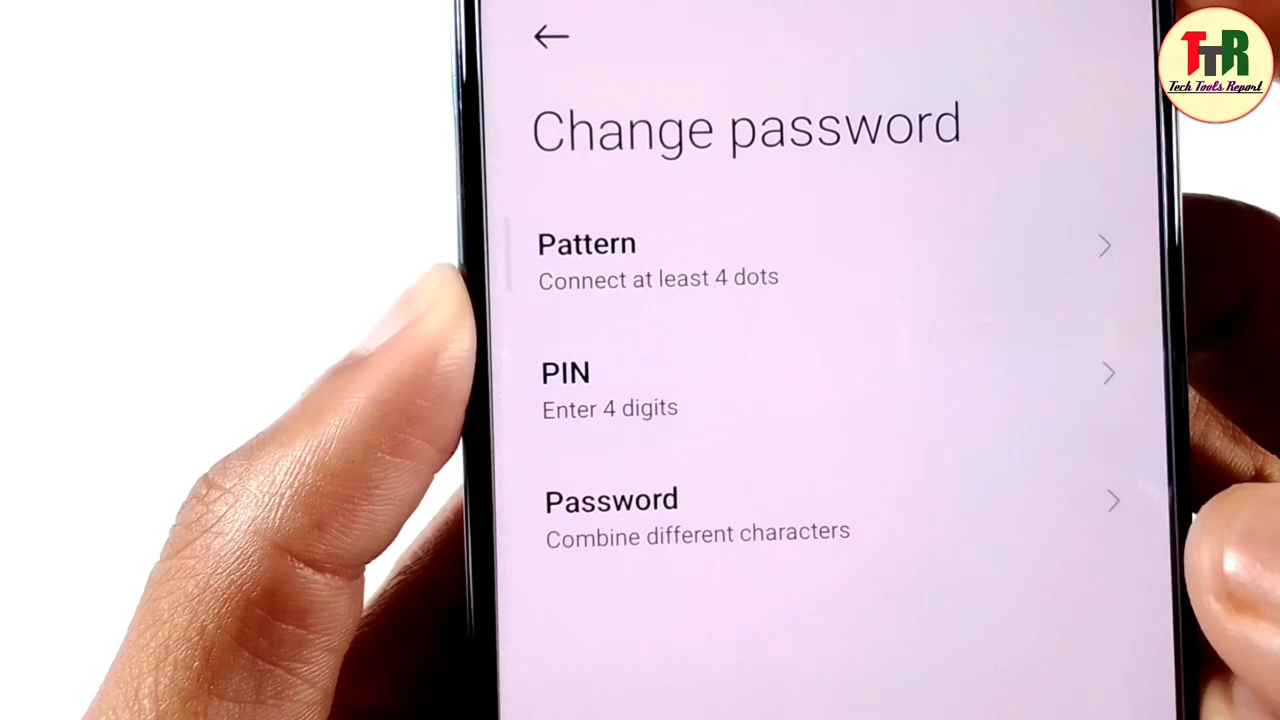 TTR
Tech Tools Report
Change password
Pattern
Connect at least 4 dots
PIN
Enter 4 digits
Password
Combine different characters